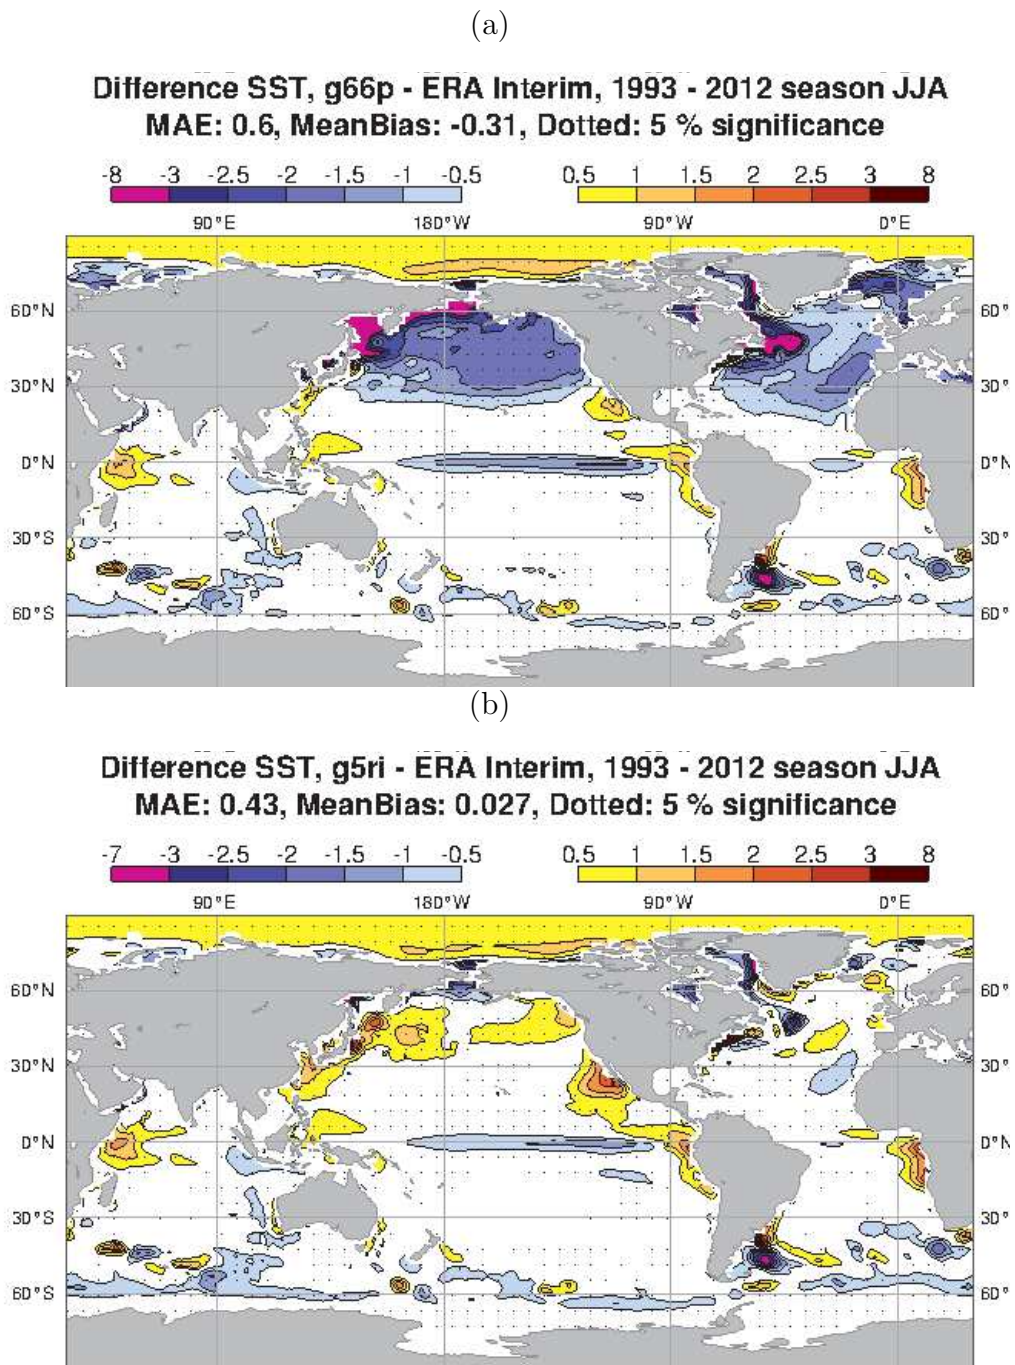 (a)
Difference SST, g66p - ERA Interim, 1993 - 2012 season JJA
MAE: 0.6, MeanBias: -0.31, Dotted: 5 % significance
-8 -3 -2.5 -2 -1.5 -1 -0.5 0.5 1 1.5 2 2.5 3 8
90°E 180°W 90°W 0°E
60°N 60°N
30°N 30°N
0°N 0°N
30°S 30°S
60°S 60°S
(b)
Difference SST, g5ri - ERA Interim, 1993 - 2012 season JJA
MAE: 0.43, MeanBias: 0.027, Dotted: 5 % significance
-7 -3 -2.5 -2 -1.5 -1 -0.5 0.5 1 1.5 2 2.5 3 8
90°E 180°W 90°W 0°E
60°N 60°N
30°N 30°N
0°N 0°N
30°S 30°S
60°S 60°S